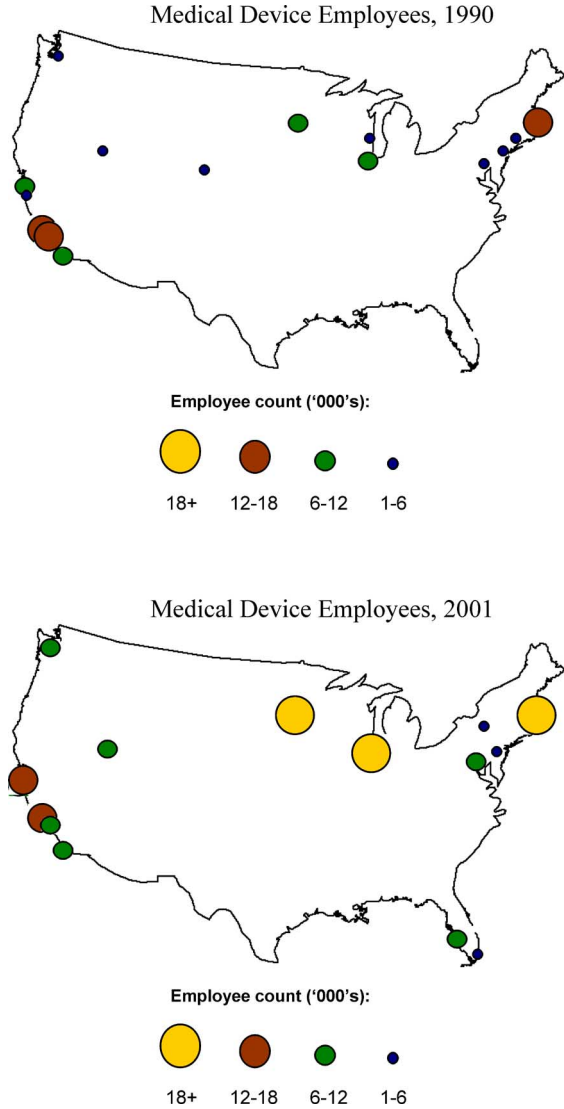 Medical Device Employees, 1990
Employee count ('000's):
18+ 12-18 6-12 1-6
Medical Device Employees, 2001
Employee count ('000's):
18+ 12-18 6-12 1-6